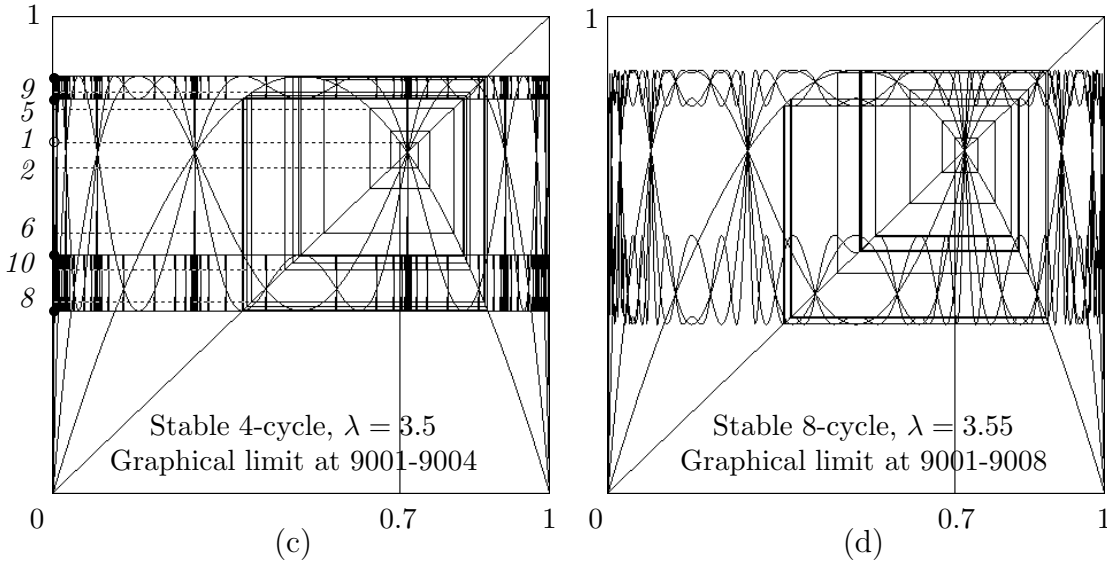 1
9
5
1
2
6
10
8
Stable 4-cycle, λ = 3.5
Graphical limit at 9001-9004
0
0.7
1
(c)
1
Stable 8-cycle, λ = 3.55
Graphical limit at 9001-9008
0
0.7
1
(d)